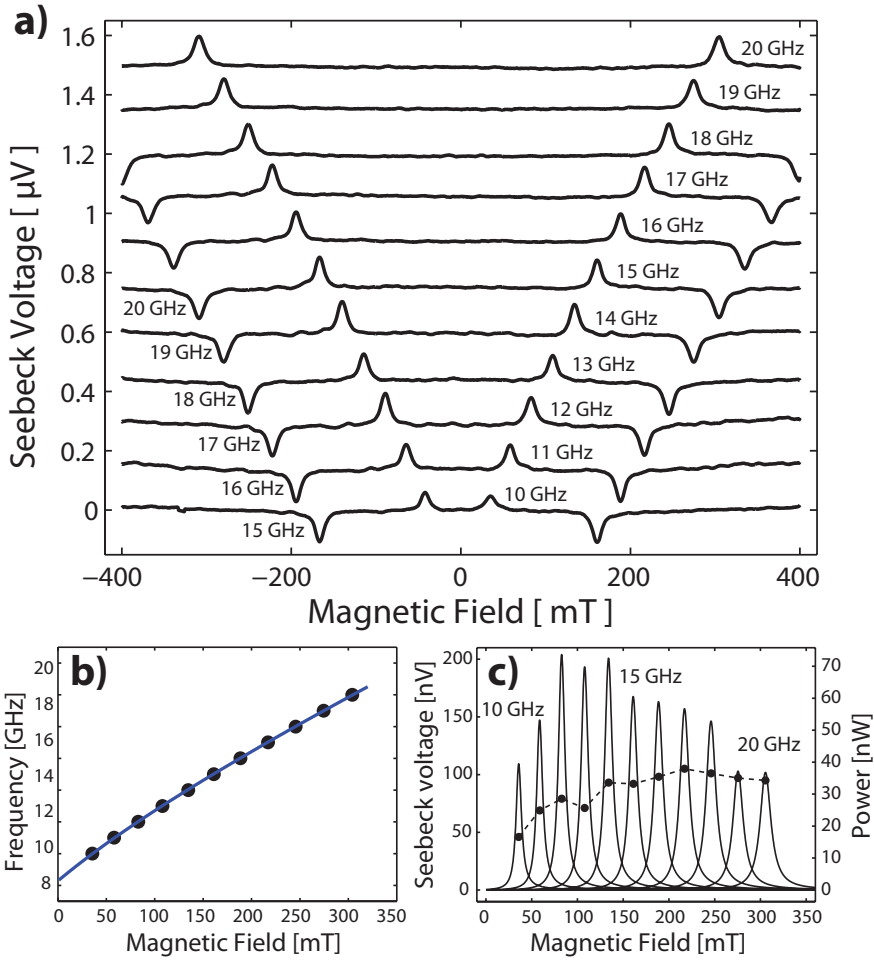 a)
Seebeck Voltage [ μV ]
1.6
1.4
1.2
1
0.8
0.6
0.4
0.2
0
20 GHz
19 GHz
18 GHz
17 GHz
16 GHz
15 GHz
14 GHz
13 GHz
12 GHz
11 GHz
10 GHz
20 GHz
19 GHz
18 GHz
17 GHz
16 GHz
15 GHz
−400 −200 0 200 400
Magnetic Field [ mT ]
b)
Frequency [GHz]
20
18
16
14
12
10
8
0 50 100 150 200 250 300 350
Magnetic Field [mT]
c)
Seebeck voltage [nV]
200
150
100
50
0
10 GHz
15 GHz
20 GHz
70
60
50
40
30
20
10
0
Power [nW]
0 50 100 150 200 250 300 350
Magnetic Field [mT]